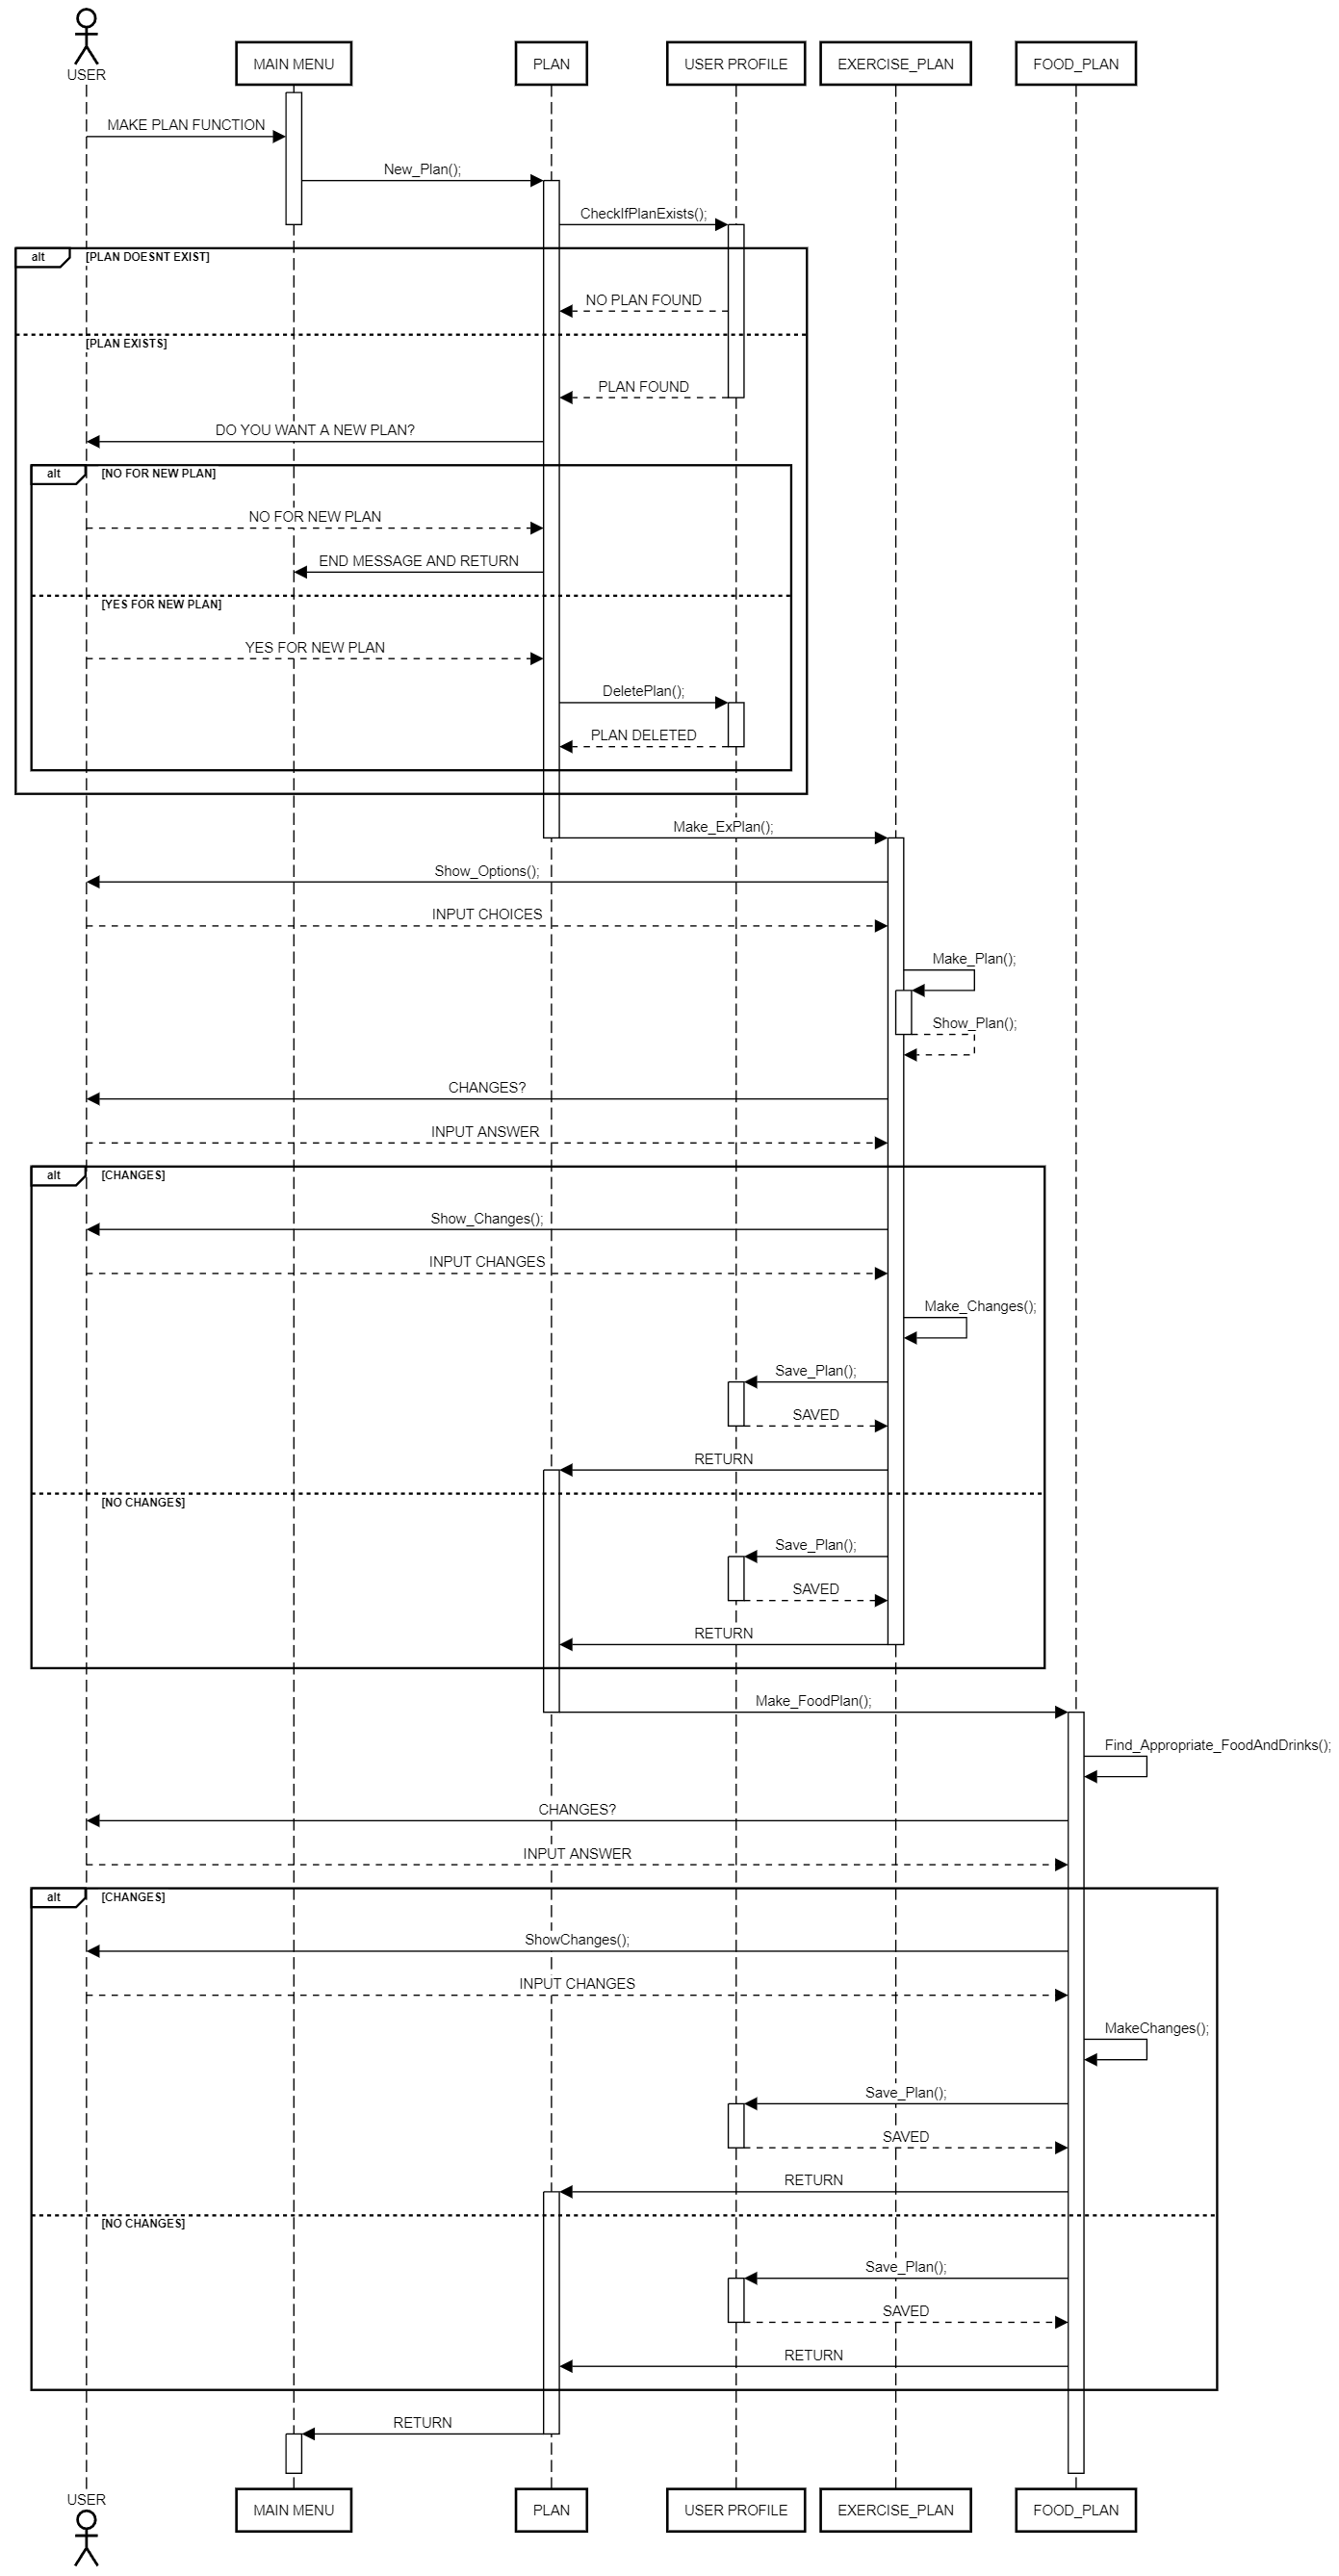 USER
MAIN MENU
PLAN
USER PROFILE
EXERCISE_PLAN
FOOD_PLAN
MAKE PLAN FUNCTION
New_Plan();
CheckIfPlanExists();
alt
[PLAN DOESNT EXIST]
NO PLAN FOUND
[PLAN EXISTS]
PLAN FOUND
DO YOU WANT A NEW PLAN?
alt
[NO FOR NEW PLAN]
NO FOR NEW PLAN
END MESSAGE AND RETURN
[YES FOR NEW PLAN]
YES FOR NEW PLAN
DeletePlan();
PLAN DELETED
Make_ExPlan();
Show_Options();
INPUT CHOICES
Make_Plan();
Show_Plan();
CHANGES?
INPUT ANSWER
alt
[CHANGES]
Show_Changes();
INPUT CHANGES
Make_Changes();
Save_Plan();
SAVED
RETURN
[NO CHANGES]
Save_Plan();
SAVED
RETURN
Make_FoodPlan();
Find_Appropriate_FoodAndDrinks();
CHANGES?
INPUT ANSWER
alt
[CHANGES]
ShowChanges();
INPUT CHANGES
MakeChanges();
Save_Plan();
SAVED
RETURN
[NO CHANGES]
Save_Plan();
SAVED
RETURN
RETURN
USER
MAIN MENU
PLAN
USER PROFILE
EXERCISE_PLAN
FOOD_PLAN